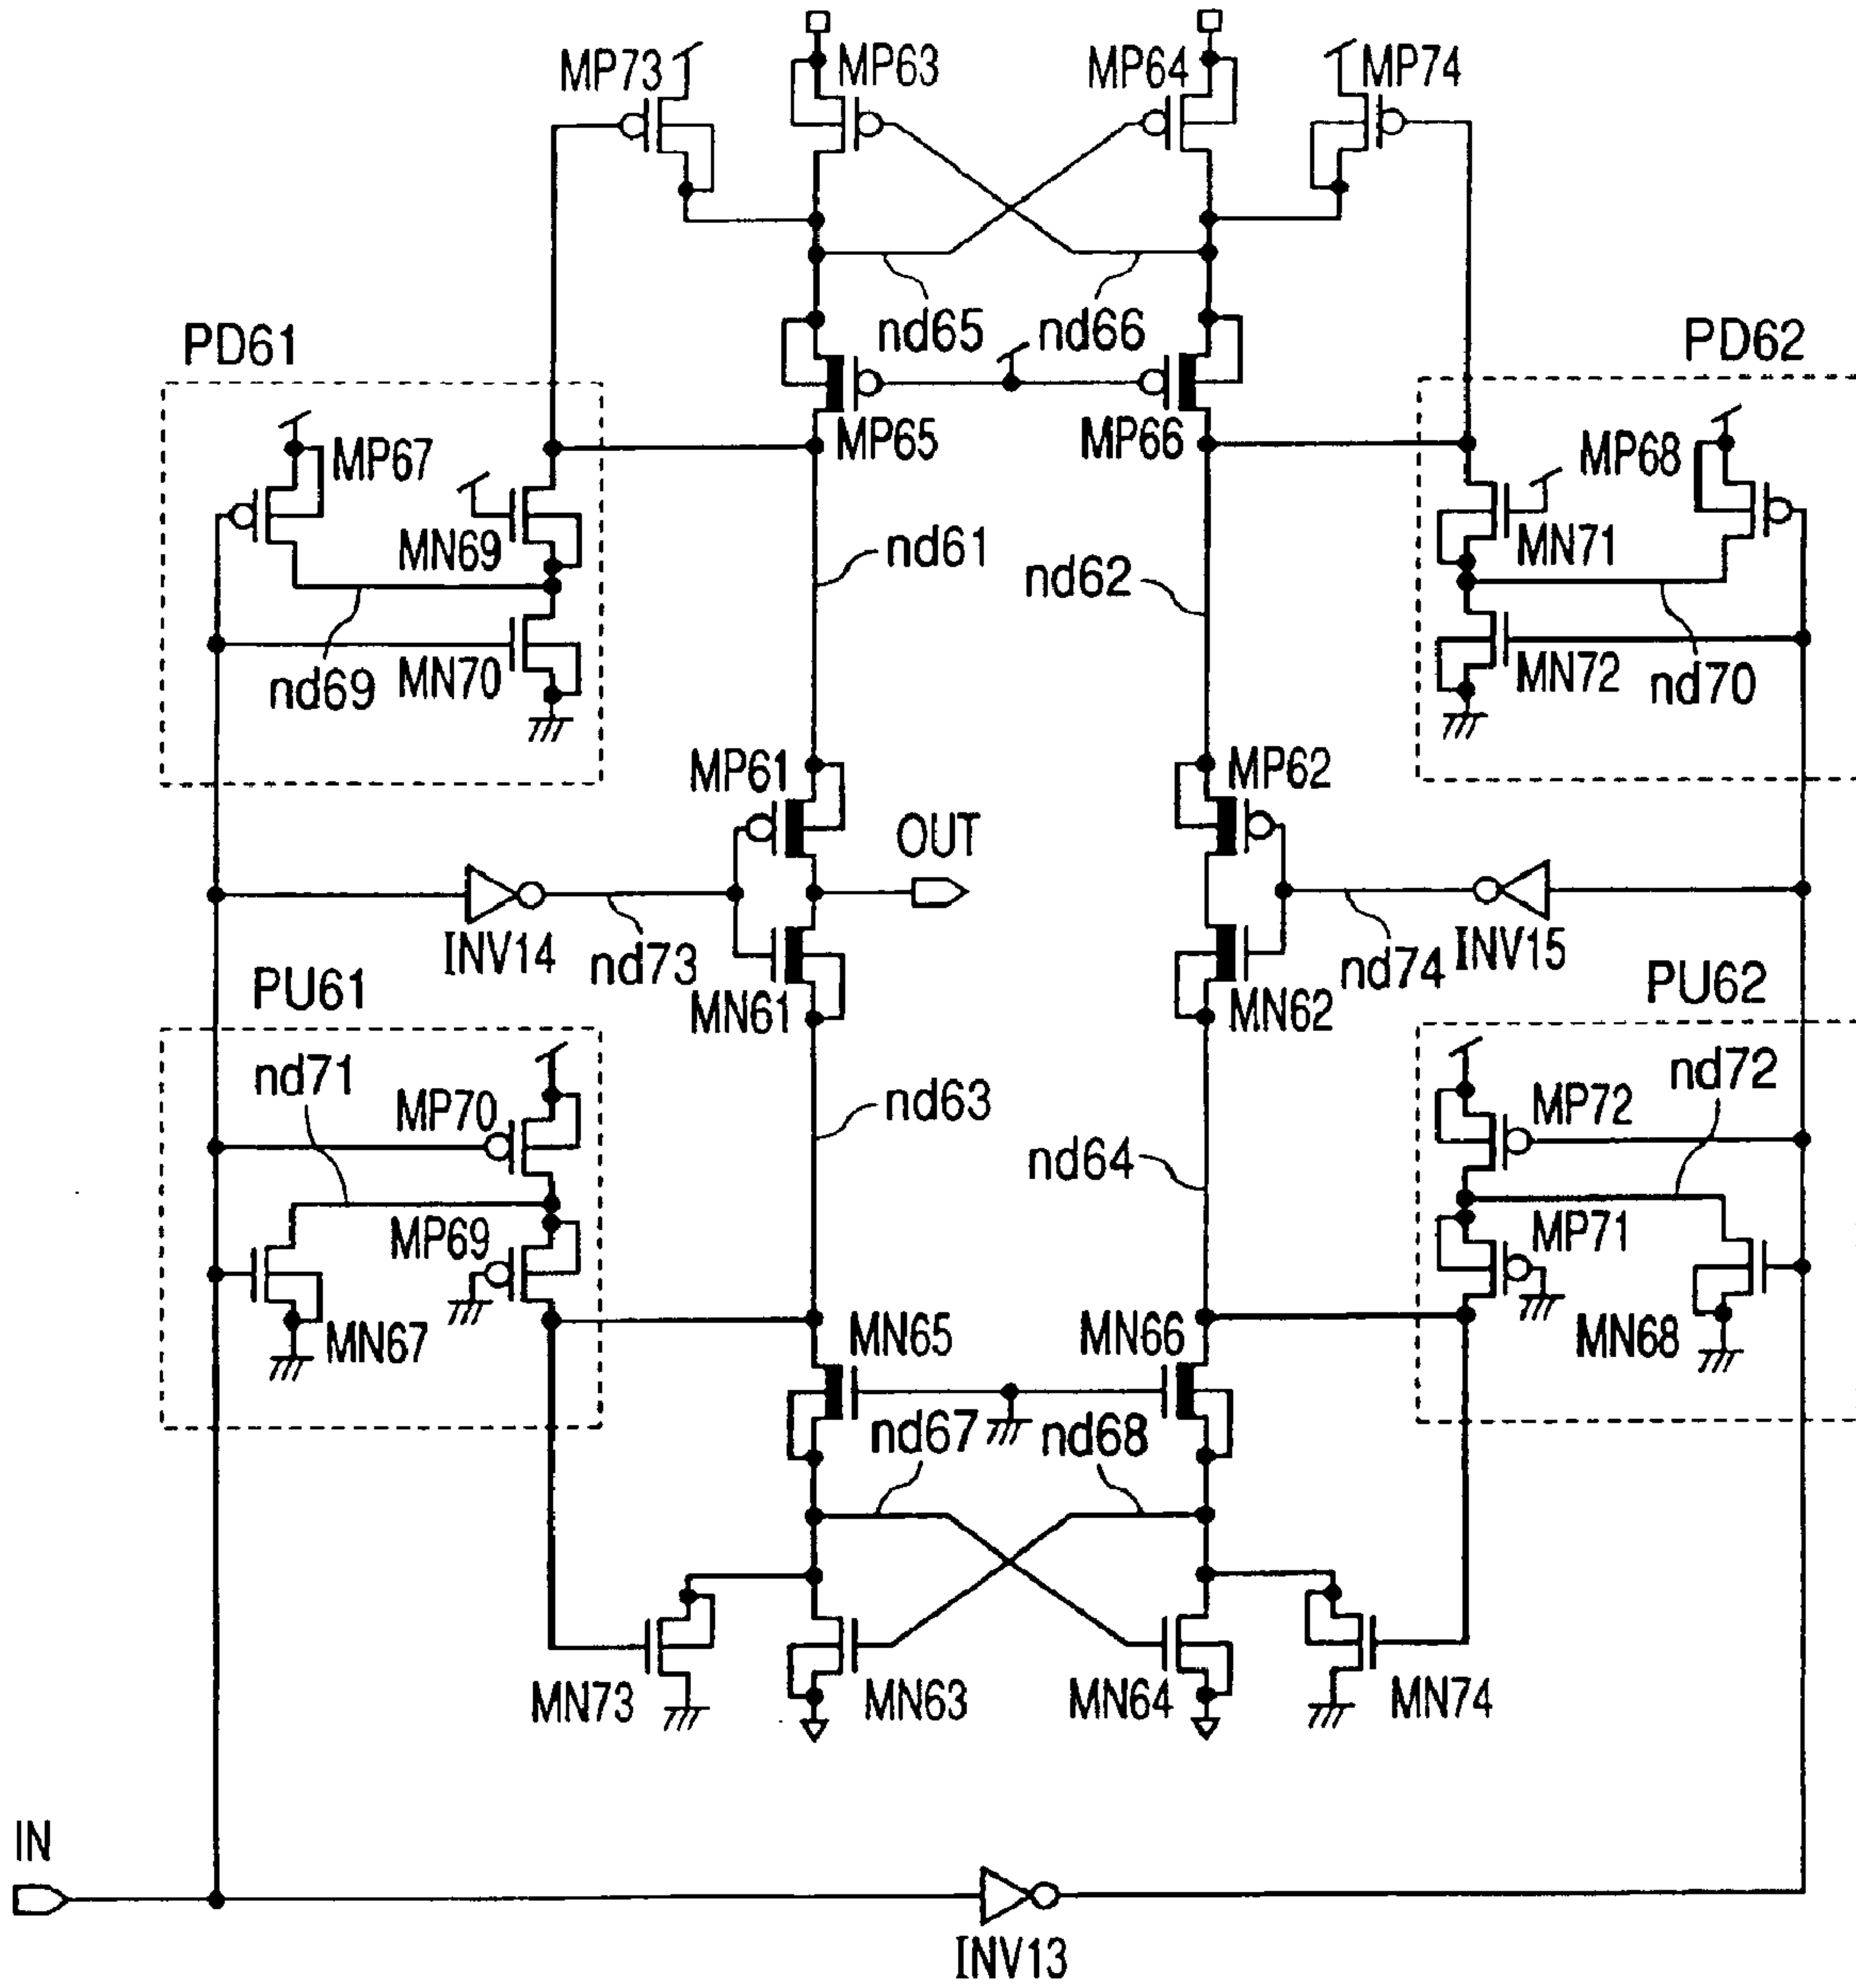 MP73 MP63 MP64 MP74
nd65 nd66
PD61 PD62
MP67 MP65 MP66 MP68
MN69 nd61 nd62 MN71
nd69 MN70 MN72 nd70
MP61 MP62
OUT
INV14 nd73 nd74 INV15
PU61 MN61 MN62 PU62
nd71 MP70 nd63 MP72 nd72
nd64
MP69 MP71
MN67 MN65 MN66 MN68
nd67 nd68
MN73 MN63 MN64 MN74
IN
INV13